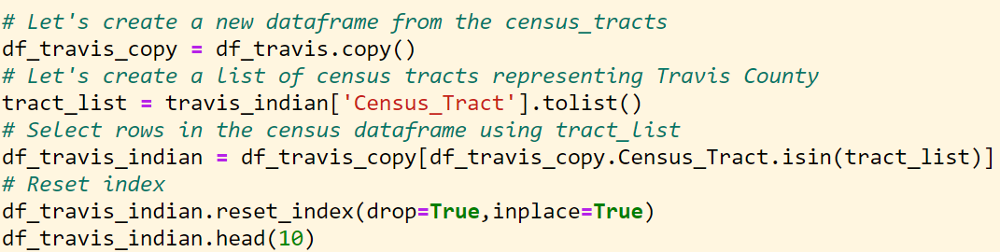 # Let's create a new dataframe from the census_tracts
df_travis_copy = df_travis.copy()
# Let's create a list of census tracts representing Travis County
tract_list = travis_indian['Census_Tract'].tolist()
# Select rows in the census dataframe using tract_list
df_travis_indian = df_travis_copy[df_travis_copy.Census_Tract.isin(tract_list)]
# Reset index
df_travis_indian.reset_index(drop=True,inplace=True)
df_travis_indian.head(10)